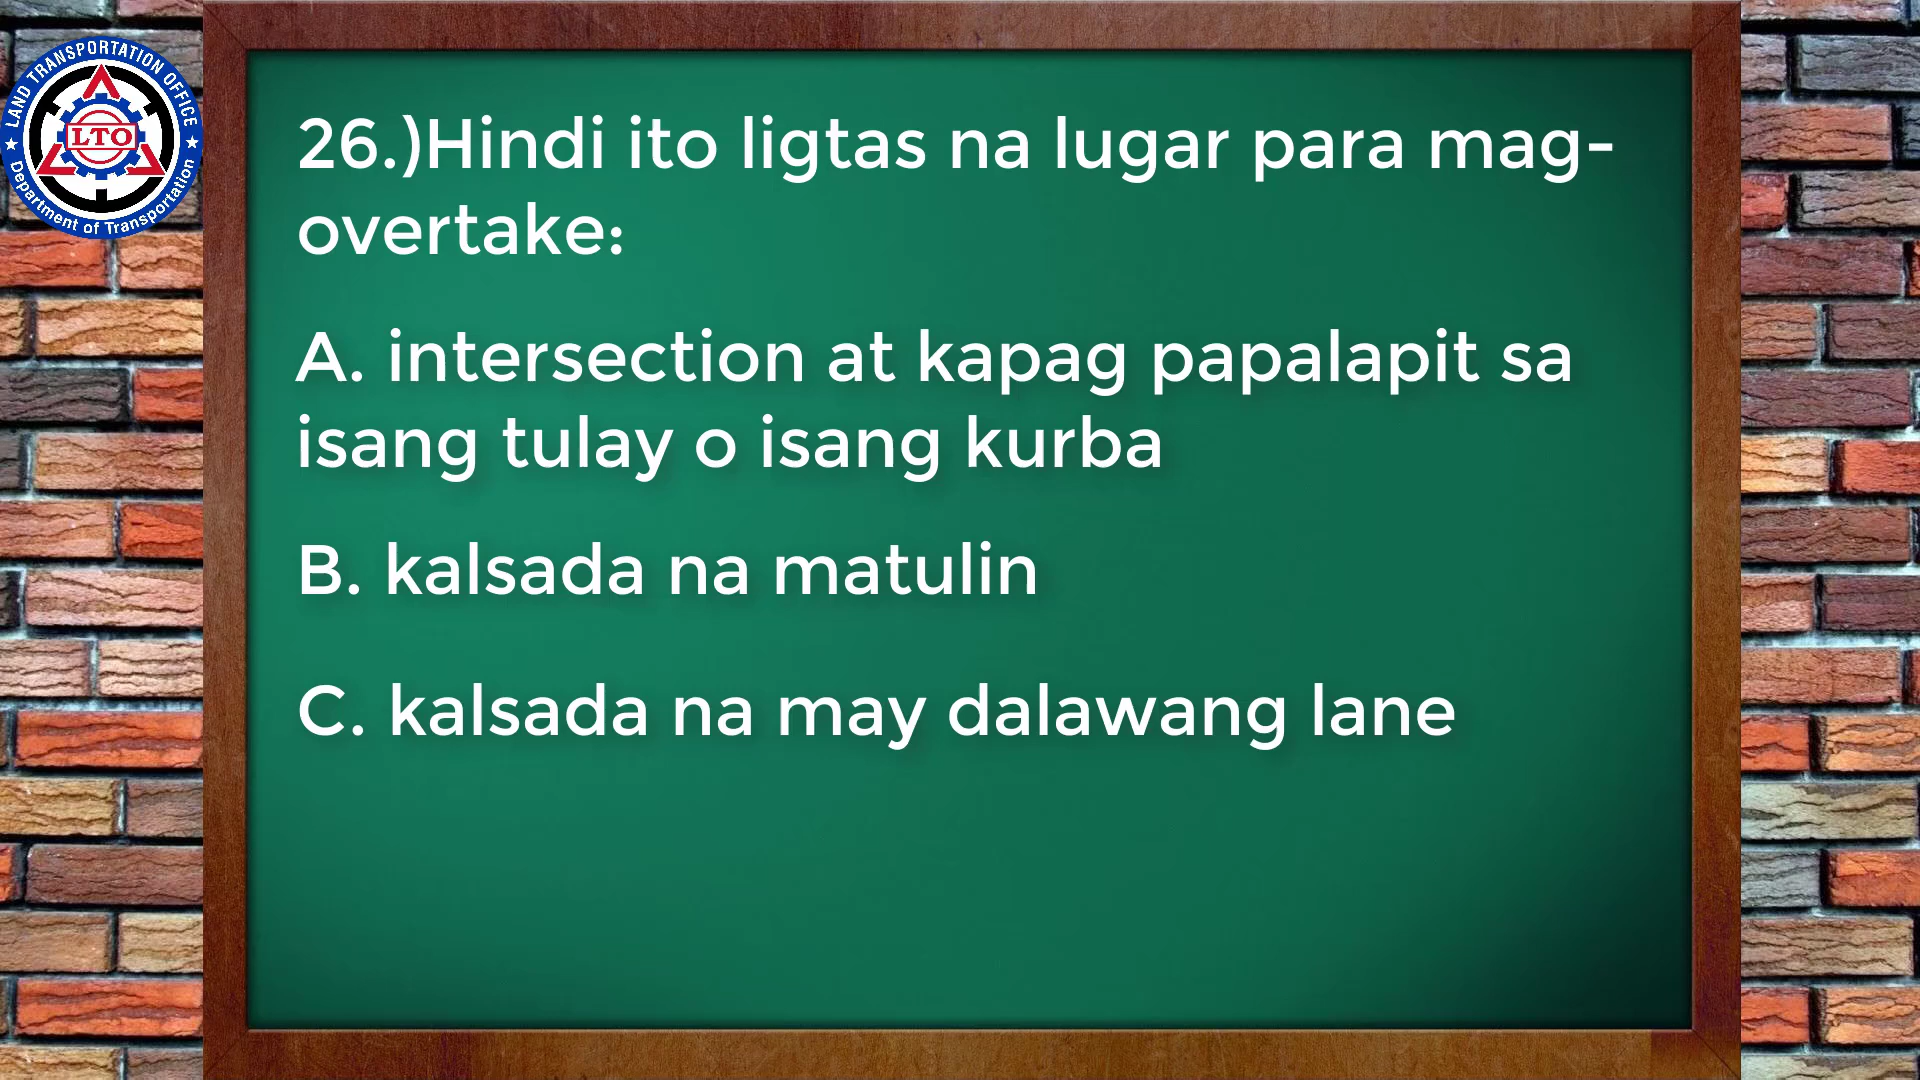 LAND TRANSPORTATION OFFICE
LTO
Department of Transportation
26.)Hindi ito ligtas na lugar para mag-
overtake:
A. intersection at kapag papalapit sa
isang tulay o isang kurba
B. kalsada na matulin
C. kalsada na may dalawang lane